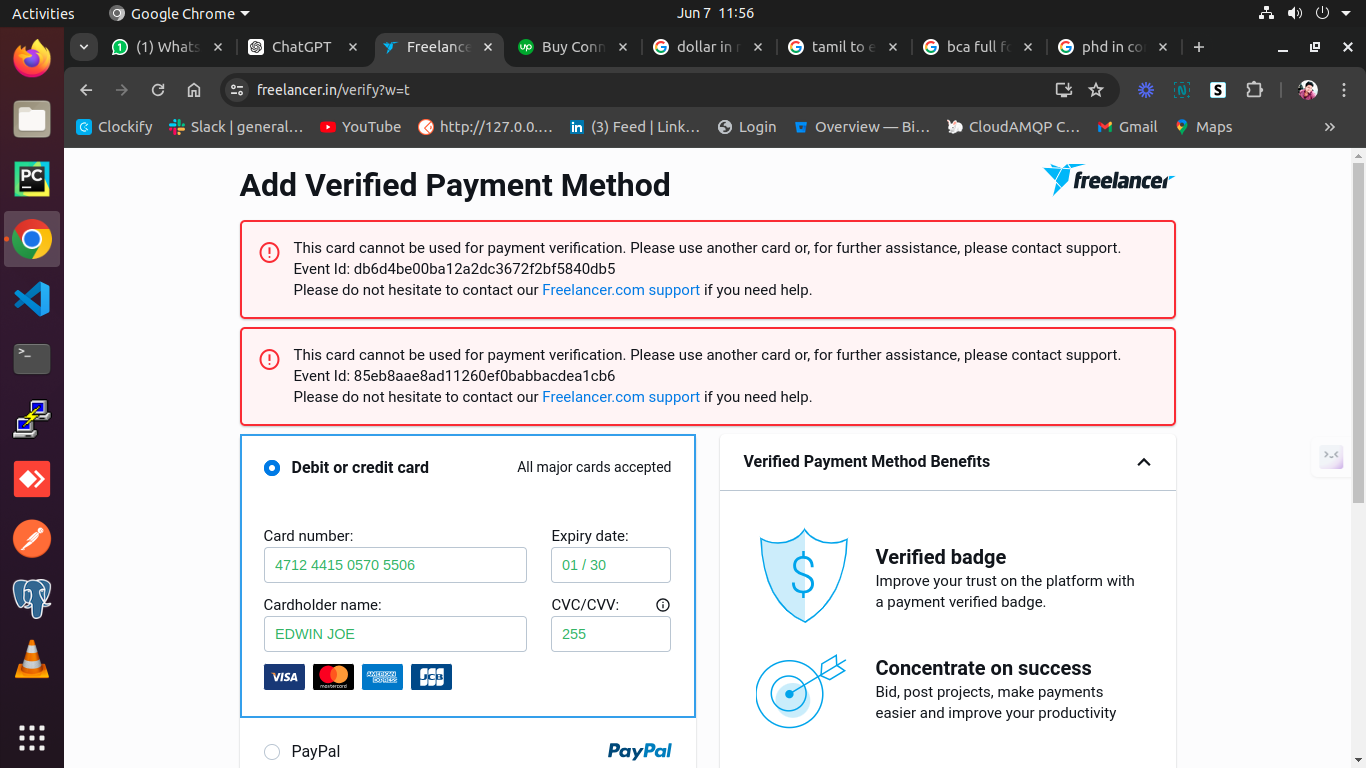 Activities
Google Chrome
Jun 7 11:56
(1) Whats
ChatGPT
Freelance
Buy Conn
dollar in r
tamil to e
bca full fo
phd in co
freelancer.in/verify?w=t
Clockify
Slack | general...
YouTube
http://127.0.0....
(3) Feed | Link...
Login
Overview — Bi...
CloudAMQP C...
Gmail
Maps
Add Verified Payment Method
freelancer
This card cannot be used for payment verification. Please use another card or, for further assistance, please contact support.
Event Id: db6d4be00ba12a2dc3672f2bf5840db5
Please do not hesitate to contact our Freelancer.com support if you need help.
This card cannot be used for payment verification. Please use another card or, for further assistance, please contact support.
Event Id: 85eb8aae8ad11260ef0babbacdea1cb6
Please do not hesitate to contact our Freelancer.com support if you need help.
Debit or credit card
All major cards accepted
Card number:
Expiry date:
4712 4415 0570 5506
01 / 30
Cardholder name:
CVC/CVV:
EDWIN JOE
255
VISA
mastercard
AMERICAN EXPRESS
JCB
PayPal
PayPal
Verified Payment Method Benefits
Verified badge
Improve your trust on the platform with
a payment verified badge.
Concentrate on success
Bid, post projects, make payments
easier and improve your productivity